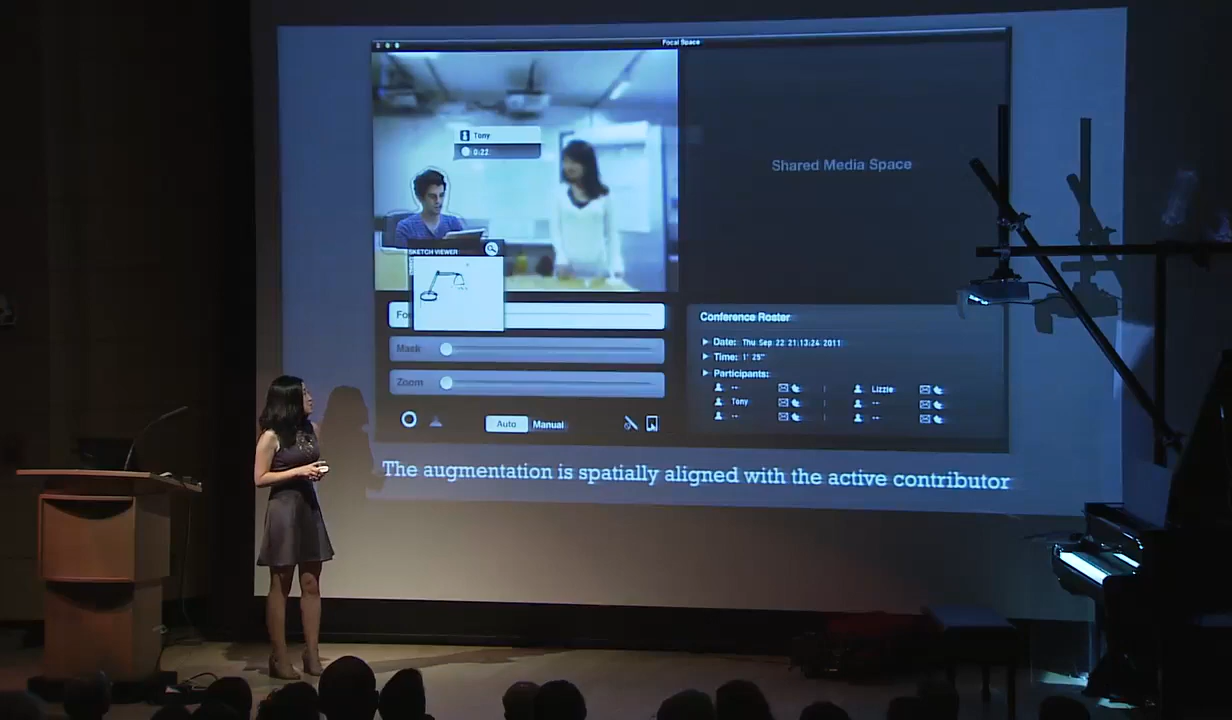 Focal Space
Tony
0:22
Shared Media Space
SKETCH VIEWER
Fo
Mask
Zoom
Auto Manual
Conference Roster
Date: Thu Sep 22 21:13:24 2011
Time: 1' 25"
Participants:
-- Lizzie
Tony --
-- --
The augmentation is spatially aligned with the active contributor